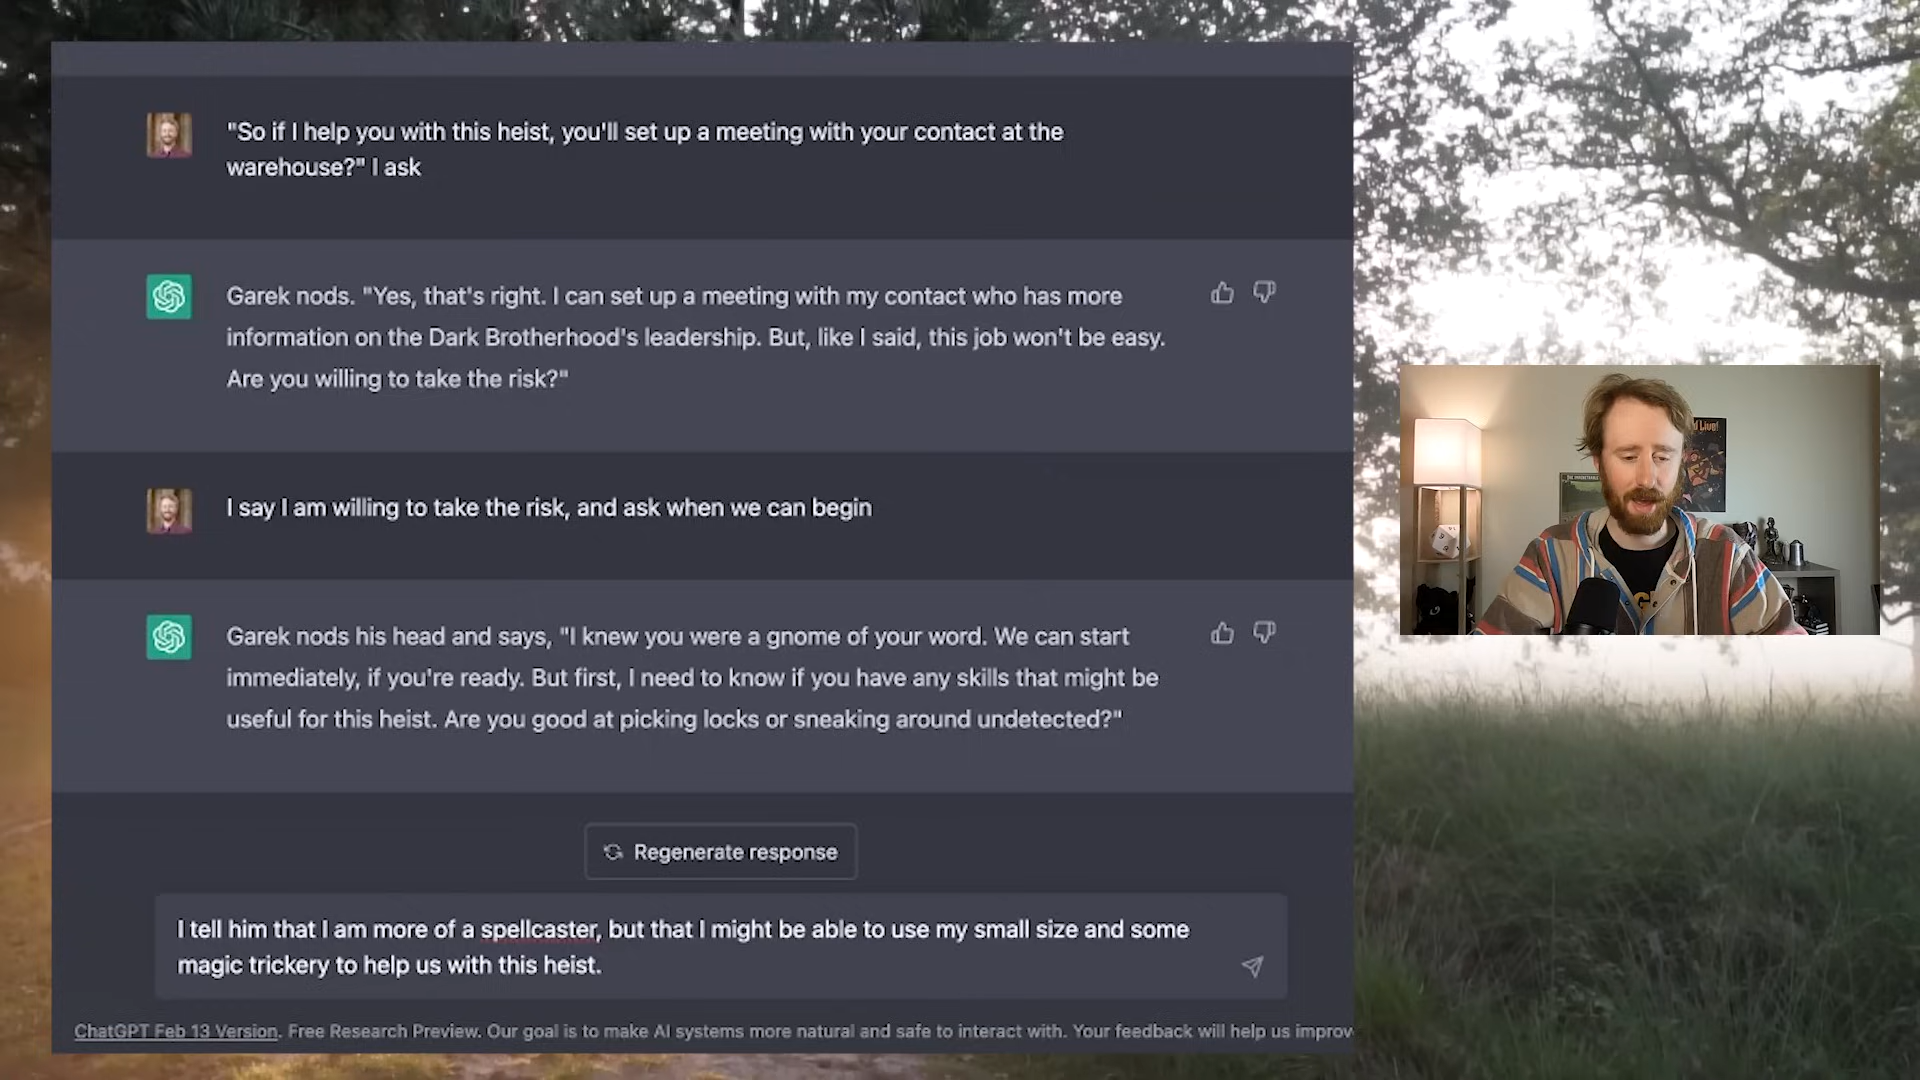 "So if I help you with this heist, you'll set up a meeting with your contact at the
warehouse?" I ask
Garek nods. "Yes, that's right. I can set up a meeting with my contact who has more
information on the Dark Brotherhood's leadership. But, like I said, this job won't be easy.
Are you willing to take the risk?"
I say I am willing to take the risk, and ask when we can begin
Garek nods his head and says, "I knew you were a gnome of your word. We can start
immediately, if you're ready. But first, I need to know if you have any skills that might be
useful for this heist. Are you good at picking locks or sneaking around undetected?"
Regenerate response
I tell him that I am more of a spellcaster, but that I might be able to use my small size and some
magic trickery to help us with this heist.
ChatGPT Feb 13 Version. Free Research Preview. Our goal is to make AI systems more natural and safe to interact with. Your feedback will help us improv
Live!